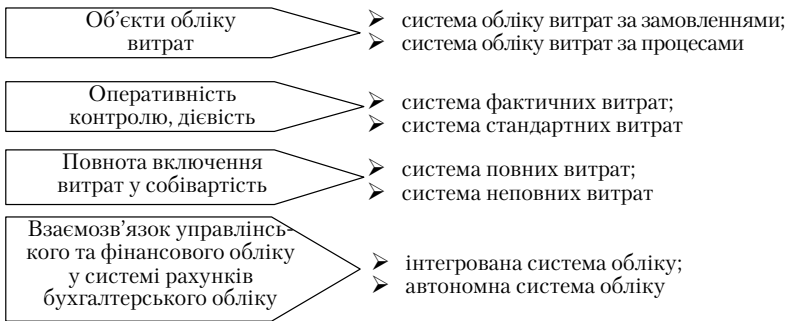 Об’єкти обліку
витрат
➢ система обліку витрат за замовленнями;
➢ система обліку витрат за процесами
Оперативність
контролю, дієвість
➢ система фактичних витрат;
➢ система стандартних витрат
Повнота включення
витрат у собівартість
➢ система повних витрат;
➢ система неповних витрат
Взаємозв’язок управлінсь-
кого та фінансового обліку
у системі рахунків
бухгалтерського обліку
➢ інтегрована система обліку;
➢ автономна система обліку